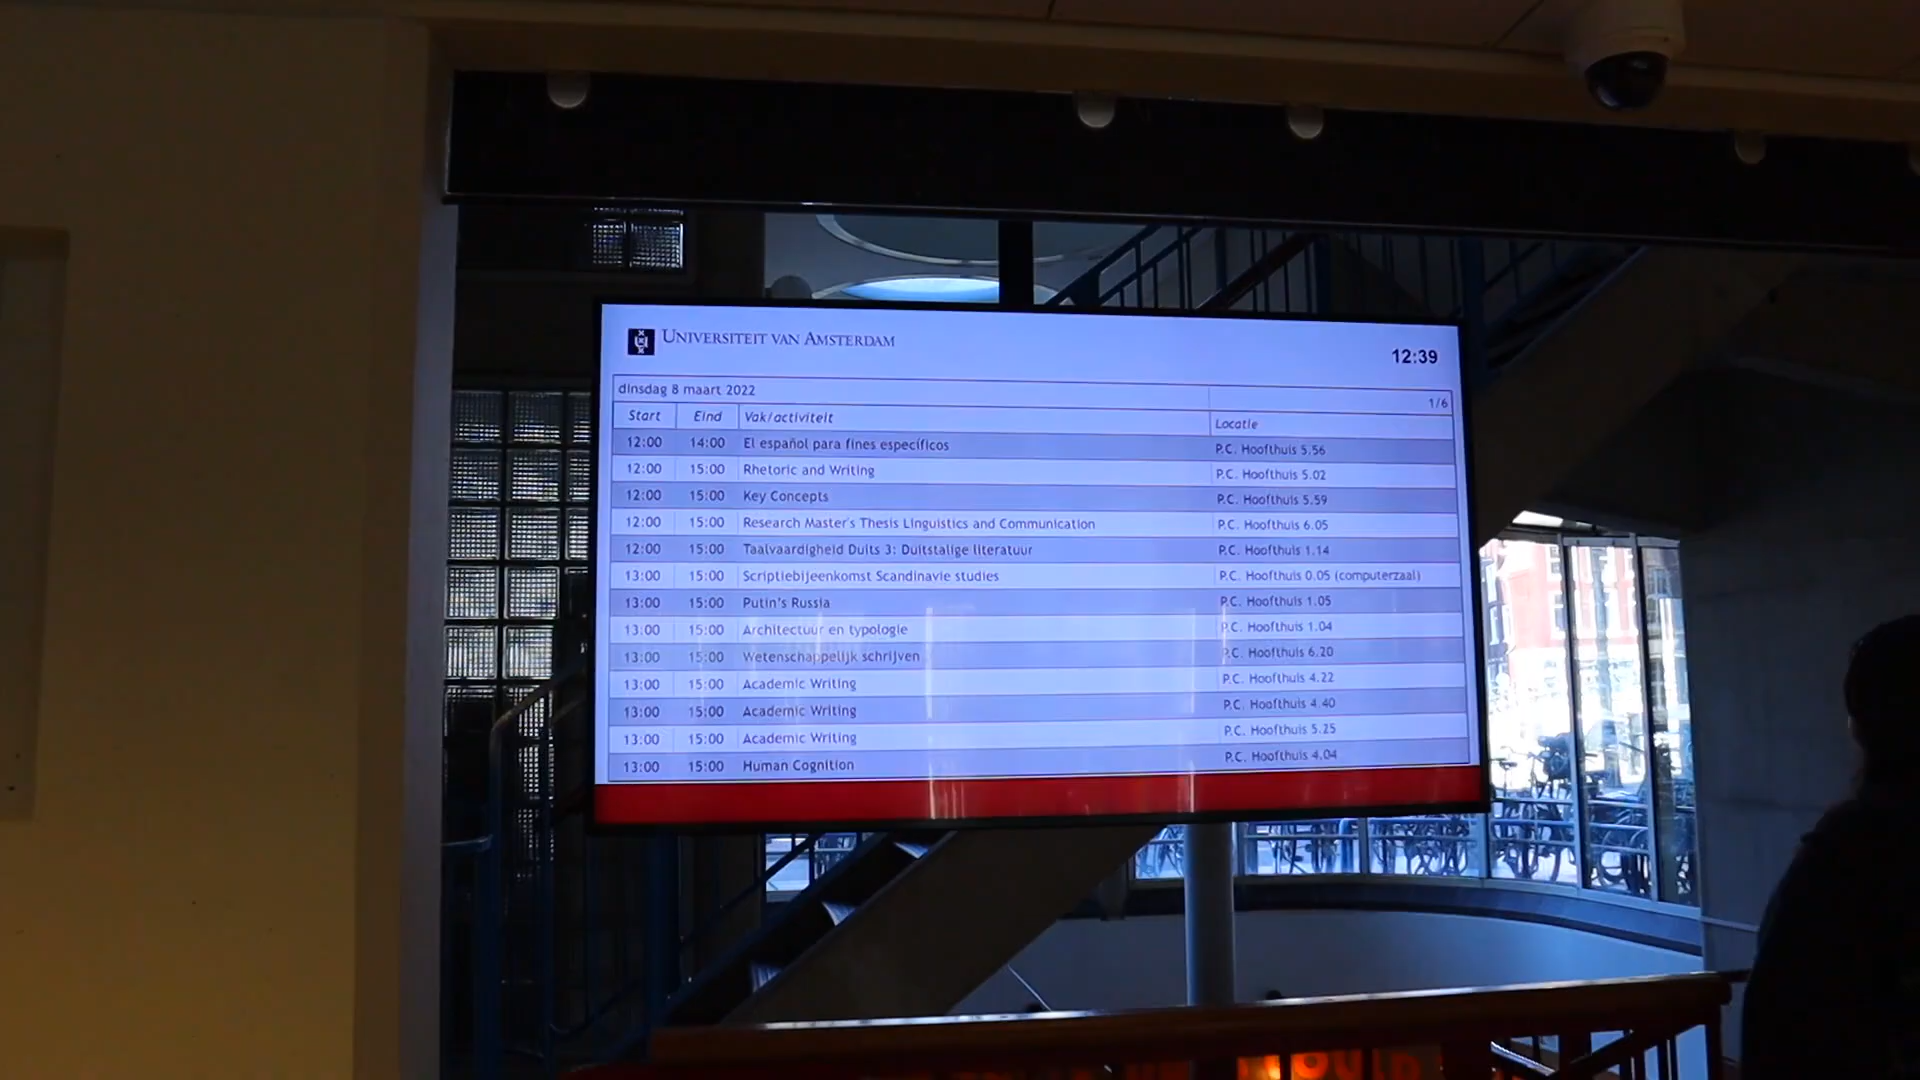 UNIVERSITEIT VAN AMSTERDAM
12:39
dinsdag 8 maart 2022
1/6
Start Eind Vak/activiteit Locatie
12:00 14:00 El español para fines específicos P.C. Hoofthuis 5.56
12:00 15:00 Rhetoric and Writing P.C. Hoofthuis 5.02
12:00 15:00 Key Concepts P.C. Hoofthuis 5.59
12:00 15:00 Research Master's Thesis Linguistics and Communication P.C. Hoofthuis 6.05
12:00 15:00 Taalvaardigheid Duits 3: Duitstalige literatuur P.C. Hoofthuis 1.14
13:00 15:00 Scriptiebijeenkomst Scandinavie studies P.C. Hoofthuis 0.05 (computerzaal)
13:00 15:00 Putin's Russia P.C. Hoofthuis 1.05
13:00 15:00 Architectuur en typologie P.C. Hoofthuis 1.04
13:00 15:00 Wetenschappelijk schrijven P.C. Hoofthuis 6.20
13:00 15:00 Academic Writing P.C. Hoofthuis 4.22
13:00 15:00 Academic Writing P.C. Hoofthuis 4.40
13:00 15:00 Academic Writing P.C. Hoofthuis 5.25
13:00 15:00 Human Cognition P.C. Hoofthuis 4.04